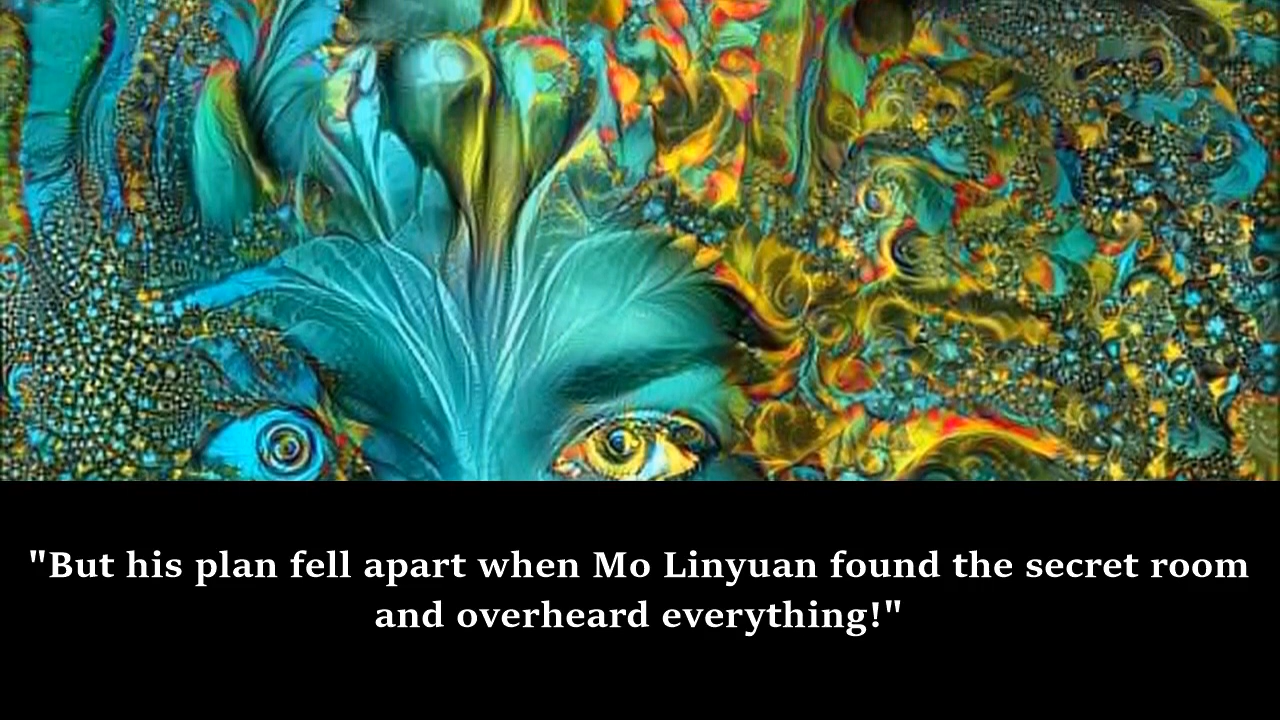 "But his plan fell apart when Mo Linyuan found the secret room
and overheard everything!"